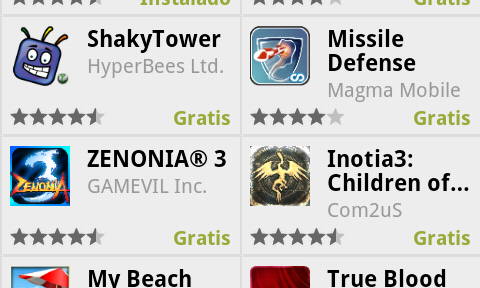 Instalado
Gratis
ShakyTower
HyperBees Ltd.
Gratis
Missile
Defense
Magma Mobile
Gratis
ZENONIA® 3
GAMEVIL Inc.
Gratis
Inotia3:
Children of...
Com2uS
Gratis
My Beach
True Blood